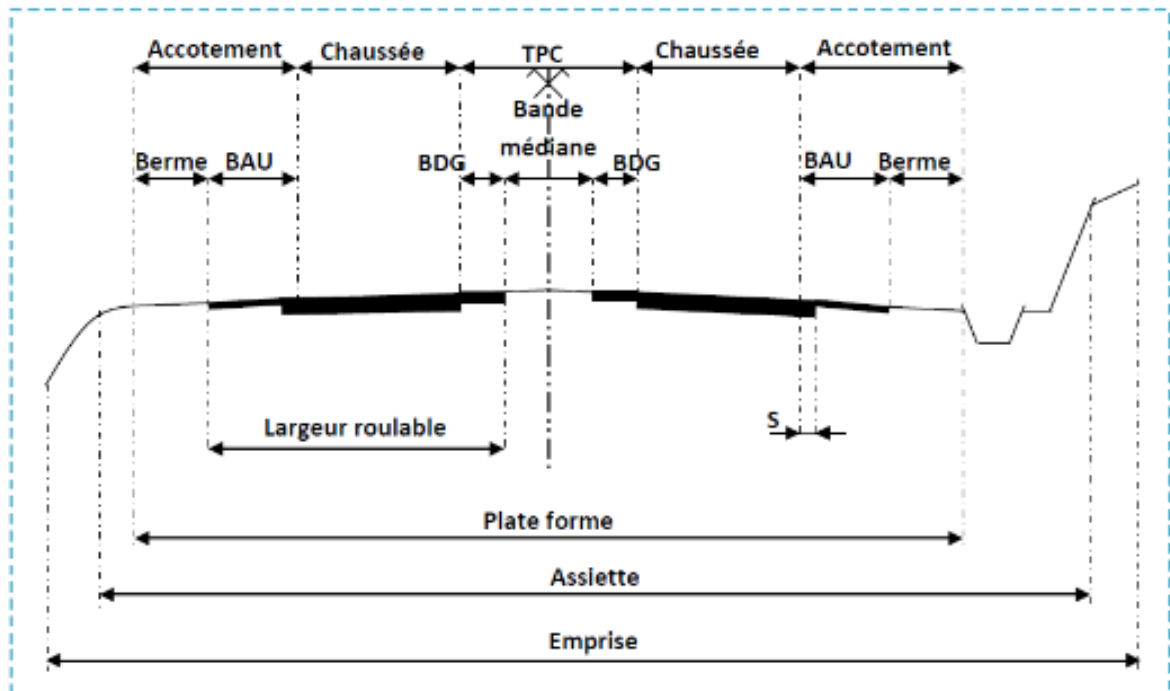 Accotement Chaussée TPC Chaussée Accotement
Bande
médiane
Berme BAU BDG BDG BAU Berme
Largeur roulable S
Plate forme
Assiette
Emprise